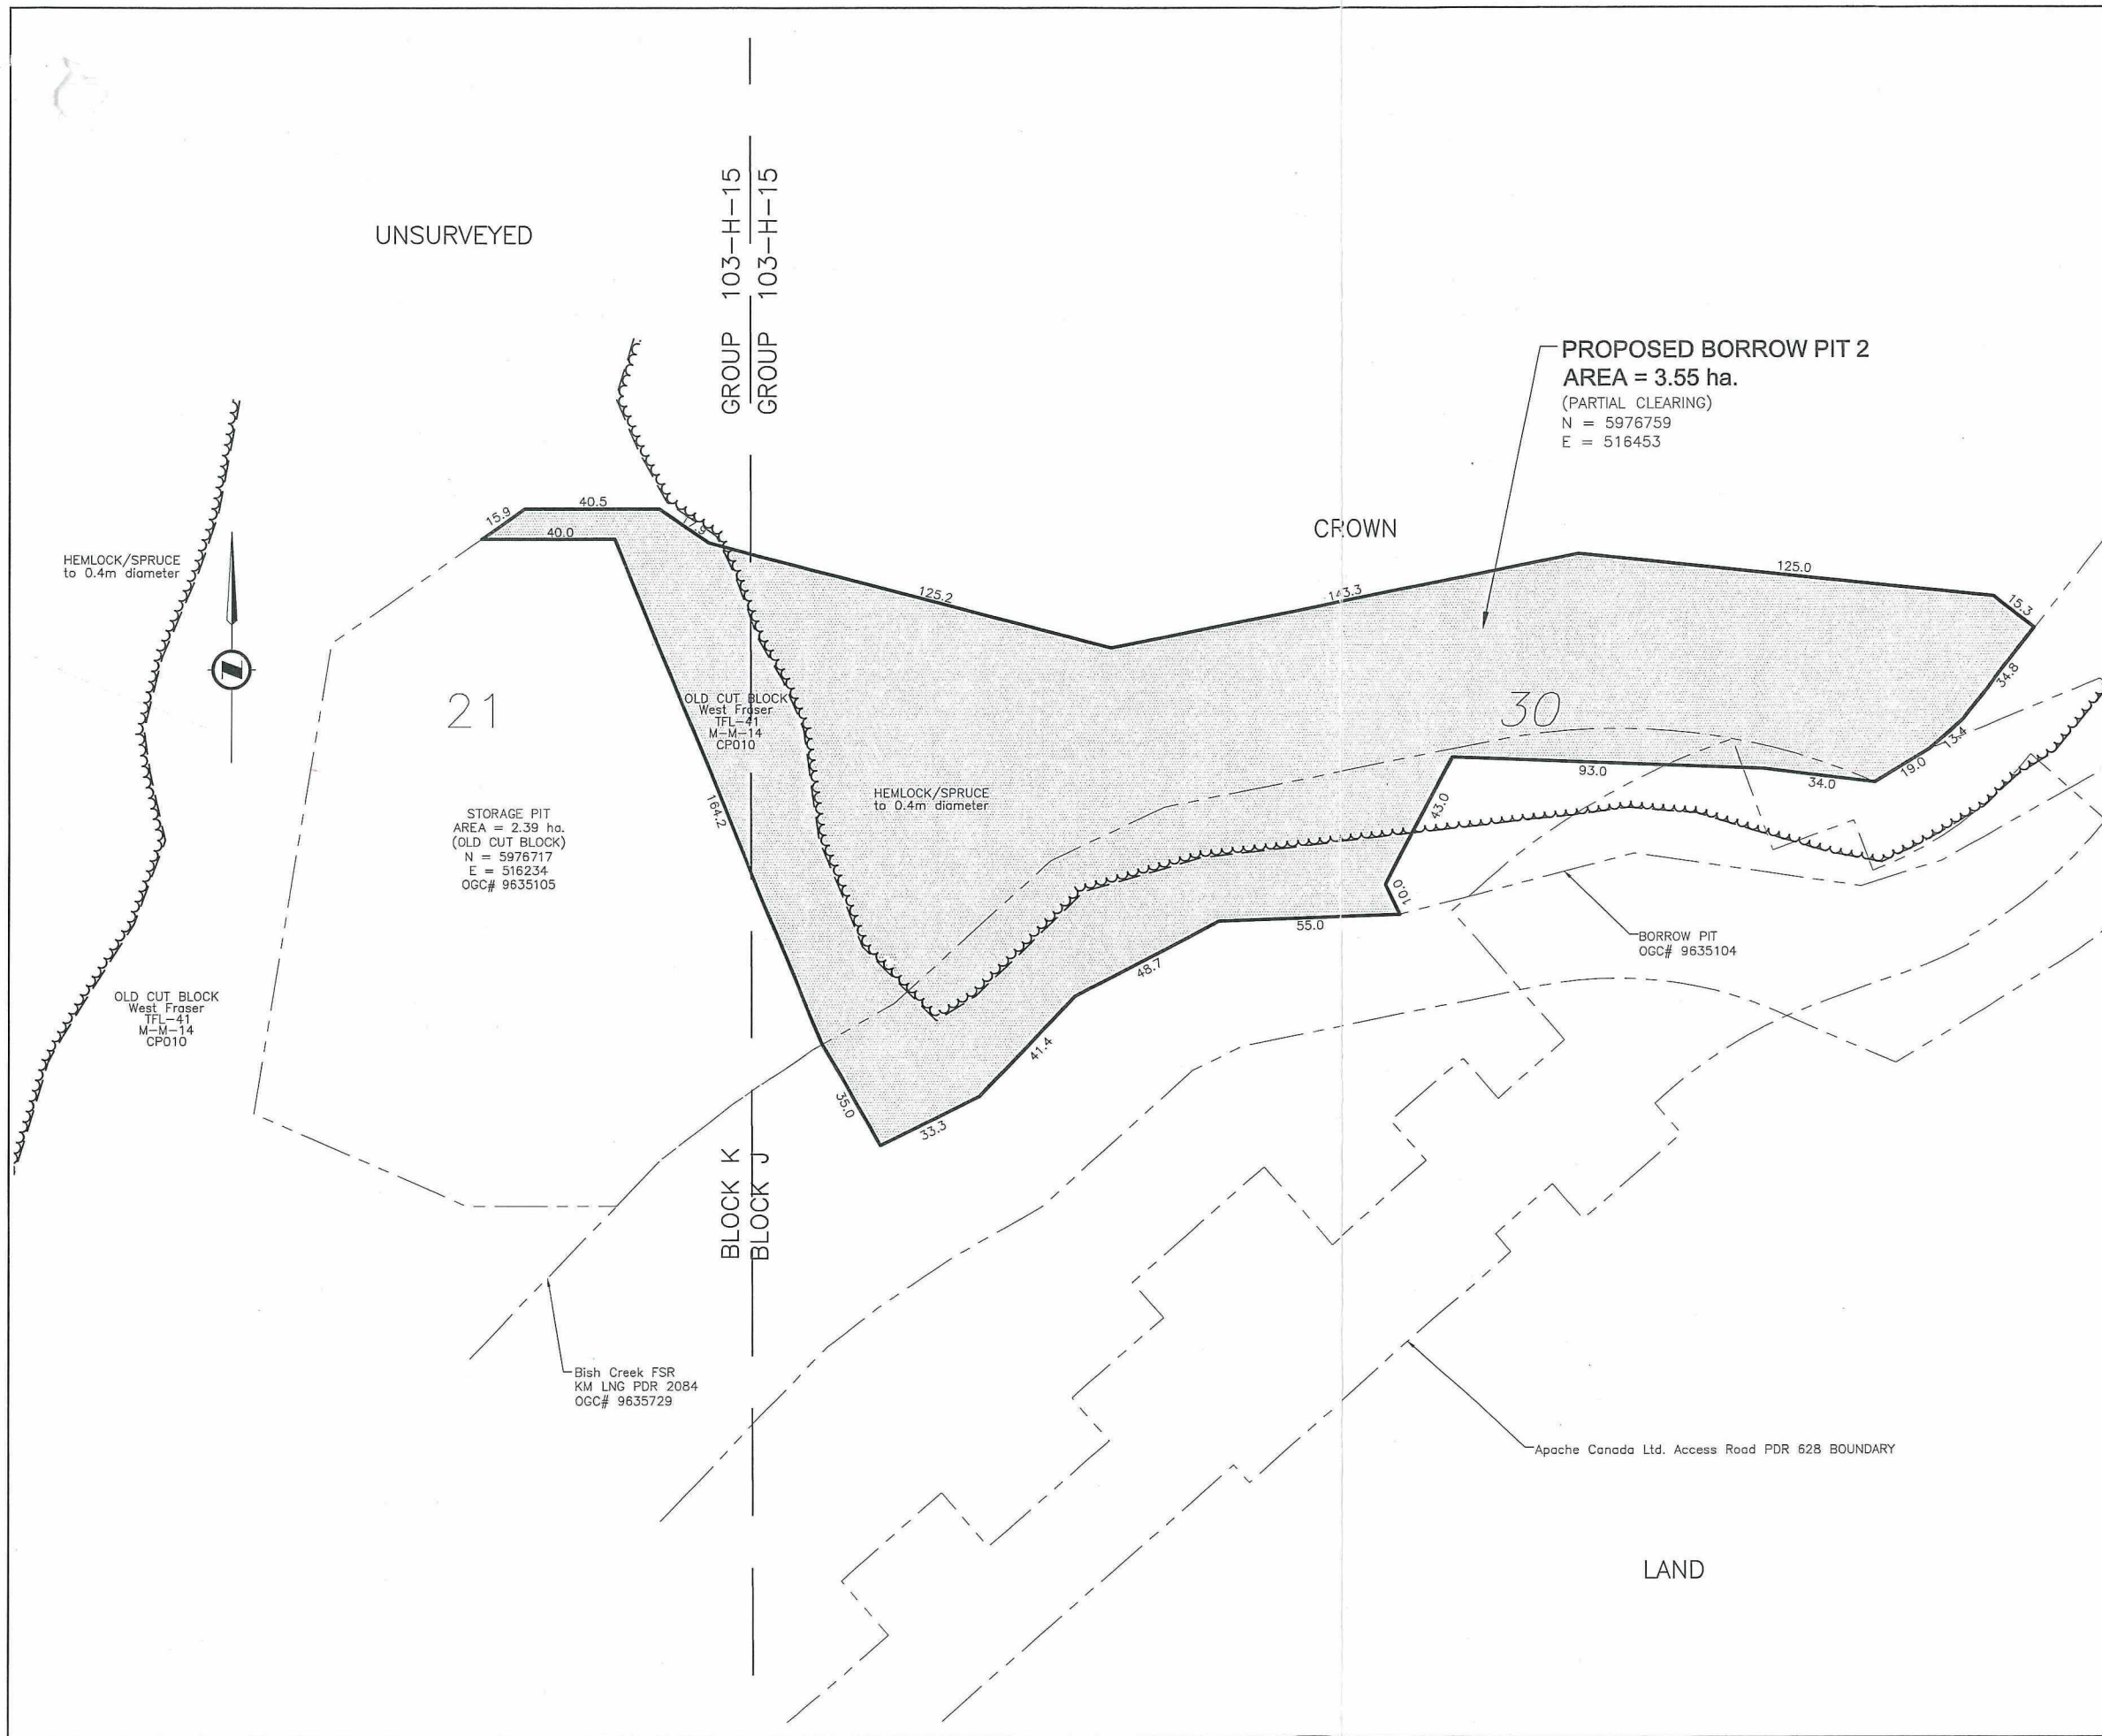 UNSURVEYED
GROUP 103-H-15
GROUP 103-H-15
PROPOSED BORROW PIT 2
AREA = 3.55 ha.
(PARTIAL CLEARING)
N = 5976759
E = 516453
CROWN
15.9
40.5
40.0
17.9
125.2
143.3
125.0
15.3
34.8
13.4
19.0
34.0
93.0
43.0
10.0
55.0
48.7
41.4
33.3
35.0
164.2
HEMLOCK/SPRUCE
to 0.4m diameter
21
30
OLD CUT BLOCK
West Fraser
TFL-41
M-M-14
CP010
HEMLOCK/SPRUCE
to 0.4m diameter
STORAGE PIT
AREA = 2.39 ha.
(OLD CUT BLOCK)
N = 5976717
E = 516234
OGC# 9635105
BORROW PIT
OGC# 9635104
OLD CUT BLOCK
West Fraser
TFL-41
M-M-14
CP010
BLOCK K
BLOCK J
Bish Creek FSR
KM LNG PDR 2084
OGC# 9635729
Apache Canada Ltd. Access Road PDR 628 BOUNDARY
LAND